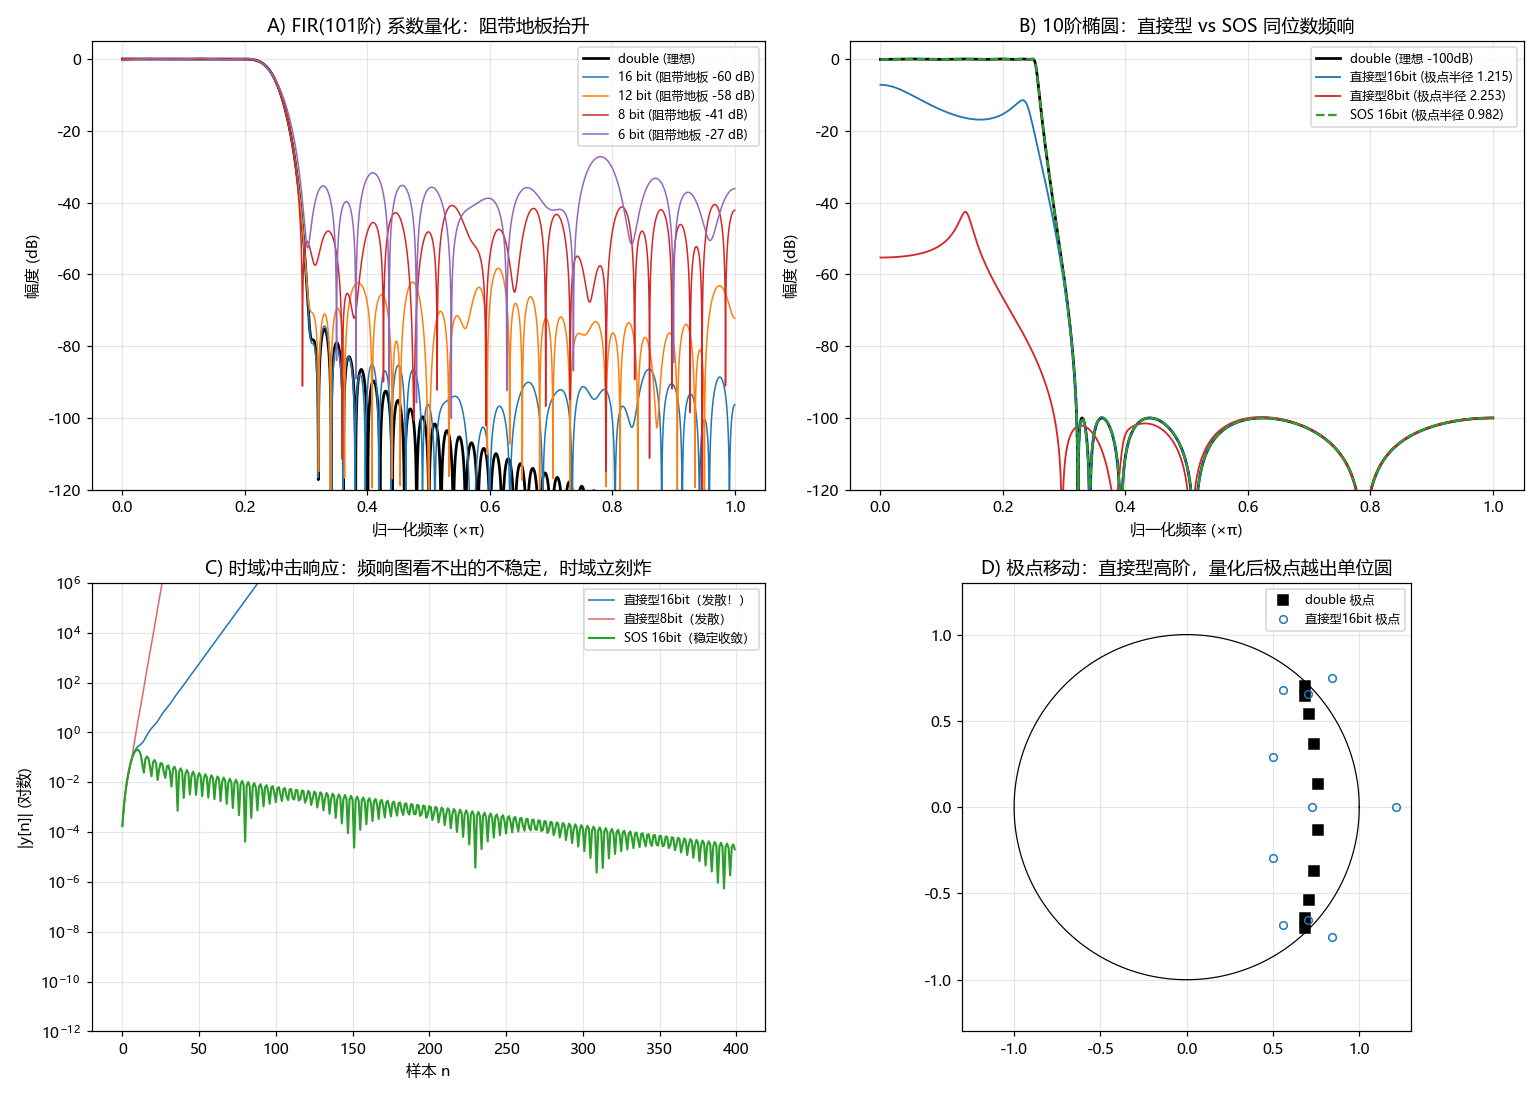 A) FIR(101阶) 系数量化：阻带地板抬升
double (理想)
16 bit (阻带地板 -60 dB)
12 bit (阻带地板 -58 dB)
8 bit (阻带地板 -41 dB)
6 bit (阻带地板 -27 dB)
幅度 (dB)
0
-20
-40
-60
-80
-100
-120
0.0 0.2 0.4 0.6 0.8 1.0
归一化频率 (×π)
B) 10阶椭圆：直接型 vs SOS 同位数频响
double (理想 -100dB)
直接型16bit (极点半径 1.215)
直接型8bit (极点半径 2.253)
SOS 16bit (极点半径 0.982)
幅度 (dB)
0
-20
-40
-60
-80
-100
-120
0.0 0.2 0.4 0.6 0.8 1.0
归一化频率 (×π)
C) 时域冲击响应：频响图看不出的不稳定，时域立刻炸
直接型16bit（发散！）
直接型8bit（发散）
SOS 16bit（稳定收敛）
|y[n]| (对数)
10⁶
10⁴
10²
10⁰
10⁻²
10⁻⁴
10⁻⁶
10⁻⁸
10⁻¹⁰
10⁻¹²
0 50 100 150 200 250 300 350 400
样本 n
D) 极点移动：直接型高阶，量化后极点越出单位圆
double 极点
直接型16bit 极点
1.0
0.5
0.0
-0.5
-1.0
-1.0 -0.5 0.0 0.5 1.0